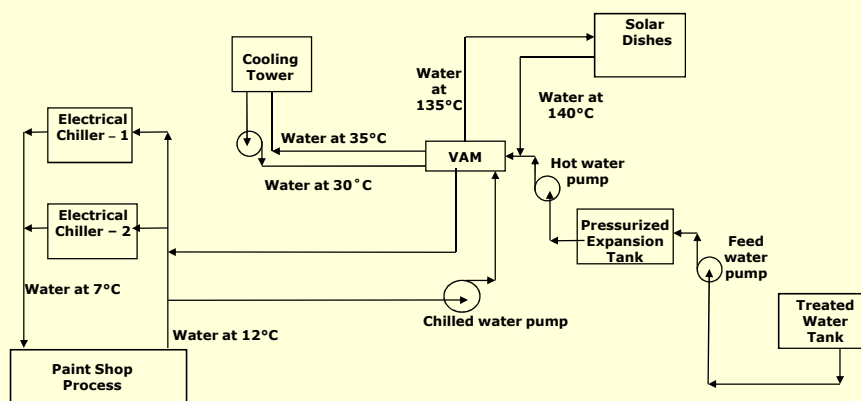 Solar
Dishes
Cooling
Tower
Water
at
135°C
Water at
140°C
Electrical
Chiller – 1
Water at 35°C
VAM
Hot water
pump
Water at 30°C
Electrical
Chiller – 2
Pressurized
Expansion
Tank
Feed
water
pump
Water at 7°C
Treated
Water
Tank
Chilled water pump
Water at 12°C
Paint Shop
Process